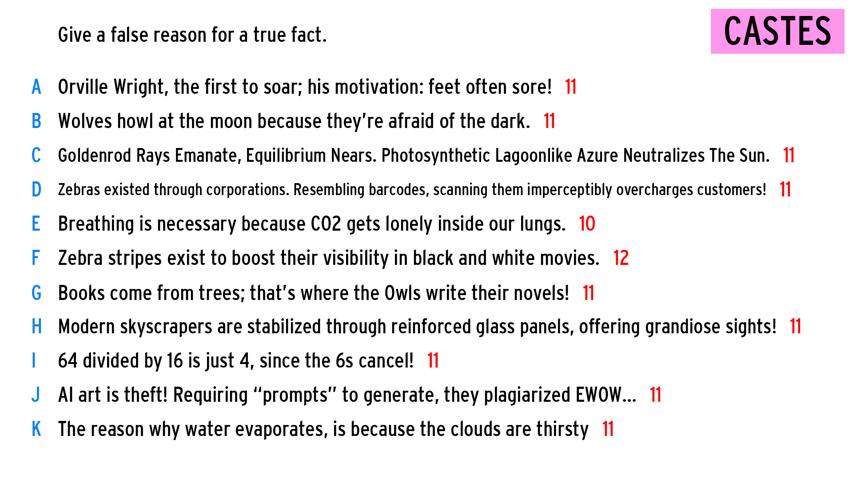 Give a false reason for a true fact.
CASTES
A Orville Wright, the first to soar; his motivation: feet often sore! 11
B Wolves howl at the moon because they're afraid of the dark. 11
C Goldenrod Rays Emanate, Equilibrium Nears. Photosynthetic Lagoonlike Azure Neutralizes The Sun. 11
D Zebras existed through corporations. Resembling barcodes, scanning them imperceptibly overcharges customers! 11
E Breathing is necessary because CO2 gets lonely inside our lungs. 10
F Zebra stripes exist to boost their visibility in black and white movies. 12
G Books come from trees; that's where the Owls write their novels! 11
H Modern skyscrapers are stabilized through reinforced glass panels, offering grandiose sights! 11
I 64 divided by 16 is just 4, since the 6s cancel! 11
J AI art is theft! Requiring “prompts” to generate, they plagiarized EWOW... 11
K The reason why water evaporates, is because the clouds are thirsty 11